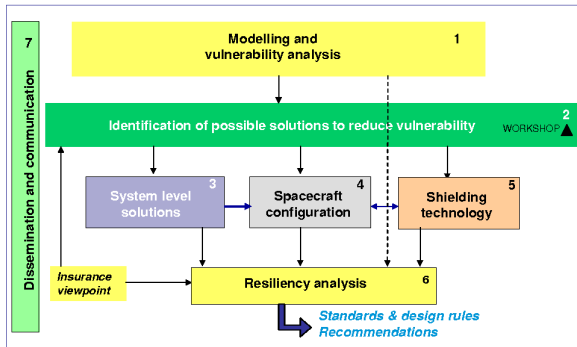 7
Dissemination and communication
Modelling and
vulnerability analysis
1
Identification of possible solutions to reduce vulnerability
2
WORKSHOP
System level
solutions
3
Spacecraft
configuration
4
Shielding
technology
5
Insurance
viewpoint
Resiliency analysis
6
Standards & design rules
Recommendations